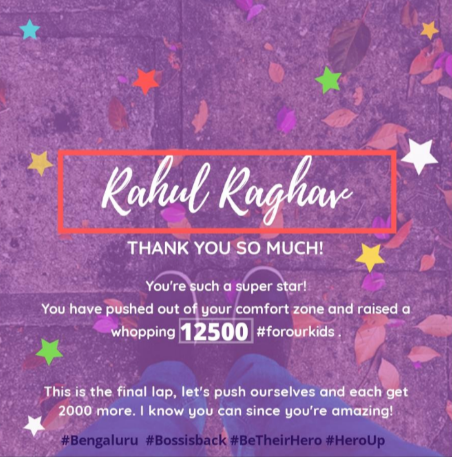 Rahul Raghav
THANK YOU SO MUCH!
You're such a super star!
You have pushed out of your comfort zone and raised a
whopping 12500 #forourkids .
This is the final lap, let's push ourselves and each get
2000 more. I know you can since you're amazing!
#Bengaluru #Bossisback #BeTheirHero #HeroUp